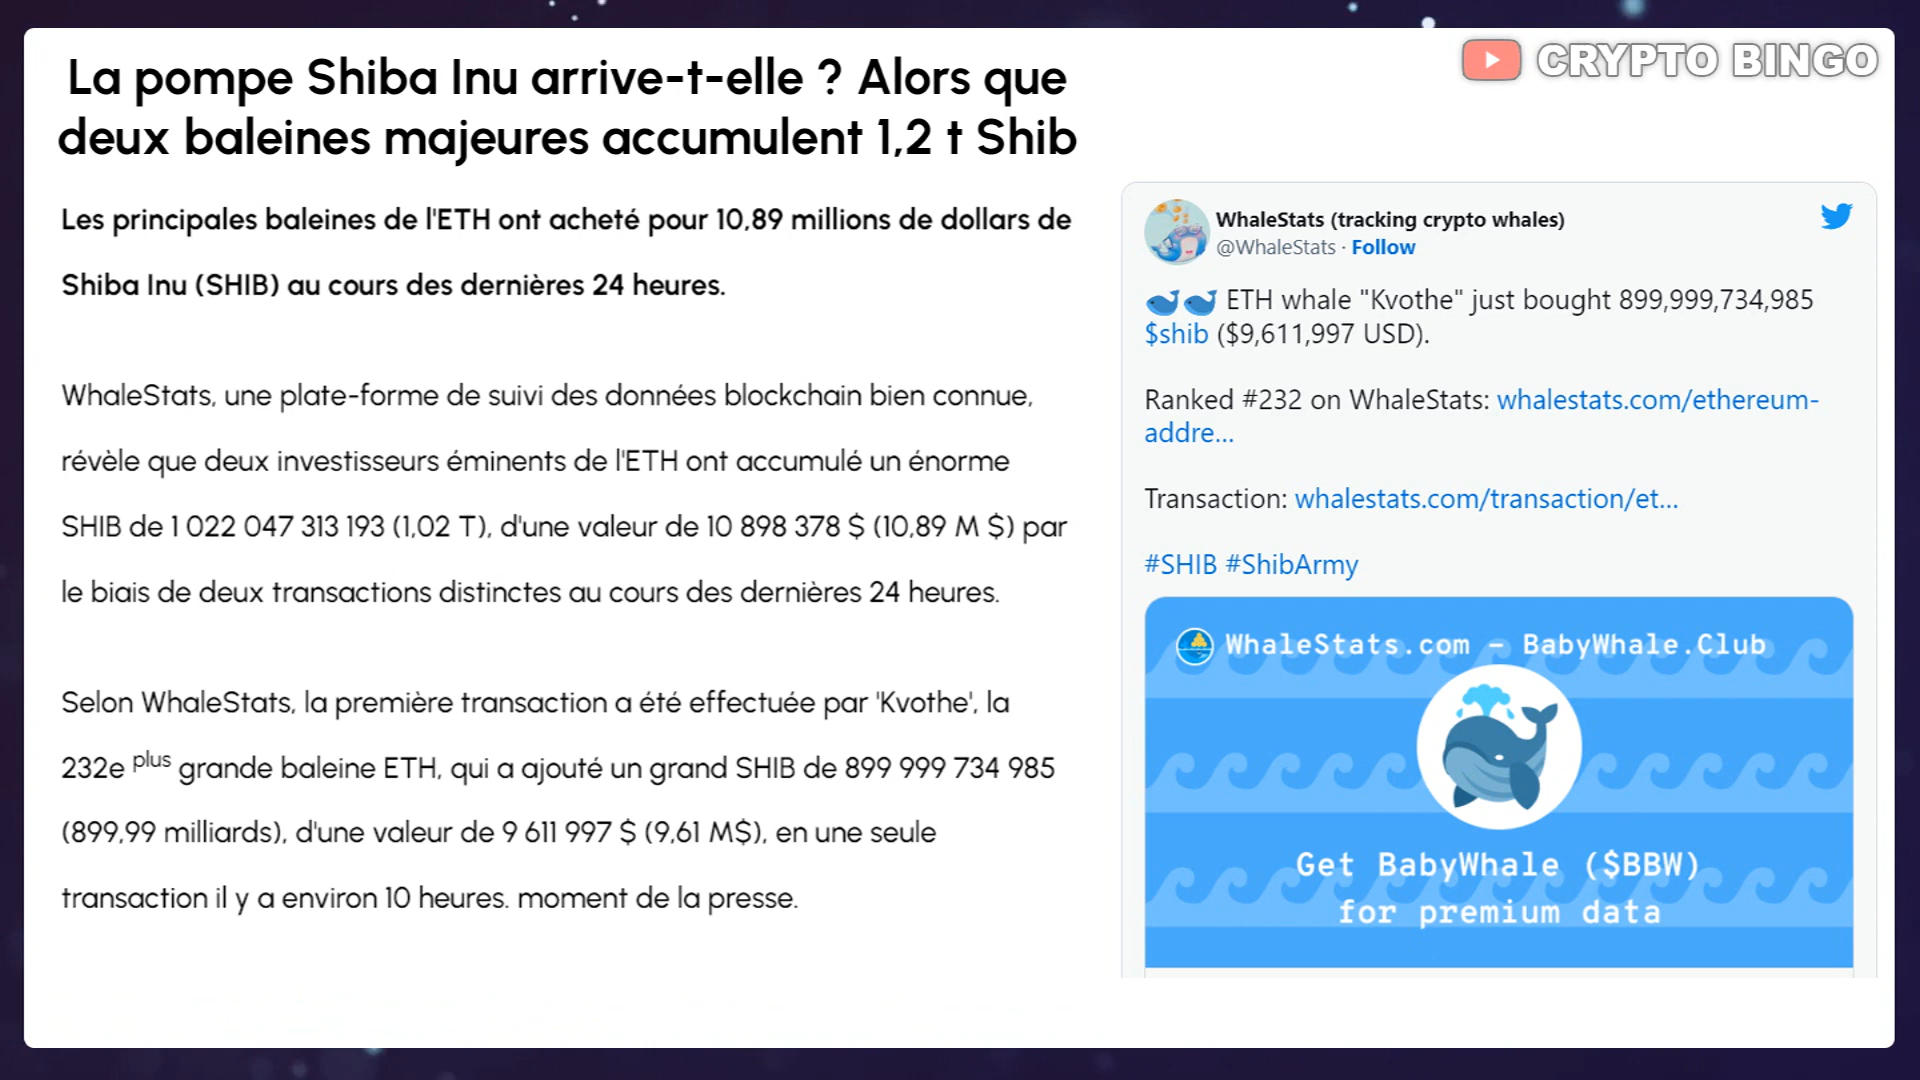 CRYPTO BINGO
La pompe Shiba Inu arrive-t-elle ? Alors que
deux baleines majeures accumulent 1,2 t Shib
Les principales baleines de l'ETH ont acheté pour 10,89 millions de dollars de
Shiba Inu (SHIB) au cours des dernières 24 heures.
WhaleStats, une plate-forme de suivi des données blockchain bien connue,
révèle que deux investisseurs éminents de l'ETH ont accumulé un énorme
SHIB de 1 022 047 313 193 (1,02 T), d'une valeur de 10 898 378 $ (10,89 M $) par
le biais de deux transactions distinctes au cours des dernières 24 heures.
Selon WhaleStats, la première transaction a été effectuée par 'Kvothe', la
232e plus grande baleine ETH, qui a ajouté un grand SHIB de 899 999 734 985
(899,99 milliards), d'une valeur de 9 611 997 $ (9,61 M$), en une seule
transaction il y a environ 10 heures. moment de la presse.
WhaleStats (tracking crypto whales)
@WhaleStats · Follow
🐳🐳 ETH whale "Kvothe" just bought 899,999,734,985
$shib ($9,611,997 USD).
Ranked #232 on WhaleStats: whalestats.com/ethereum-
addre...
Transaction: whalestats.com/transaction/et...
#SHIB #ShibArmy
WhaleStats.com – BabyWhale.Club
Get BabyWhale ($BBW)
for premium data